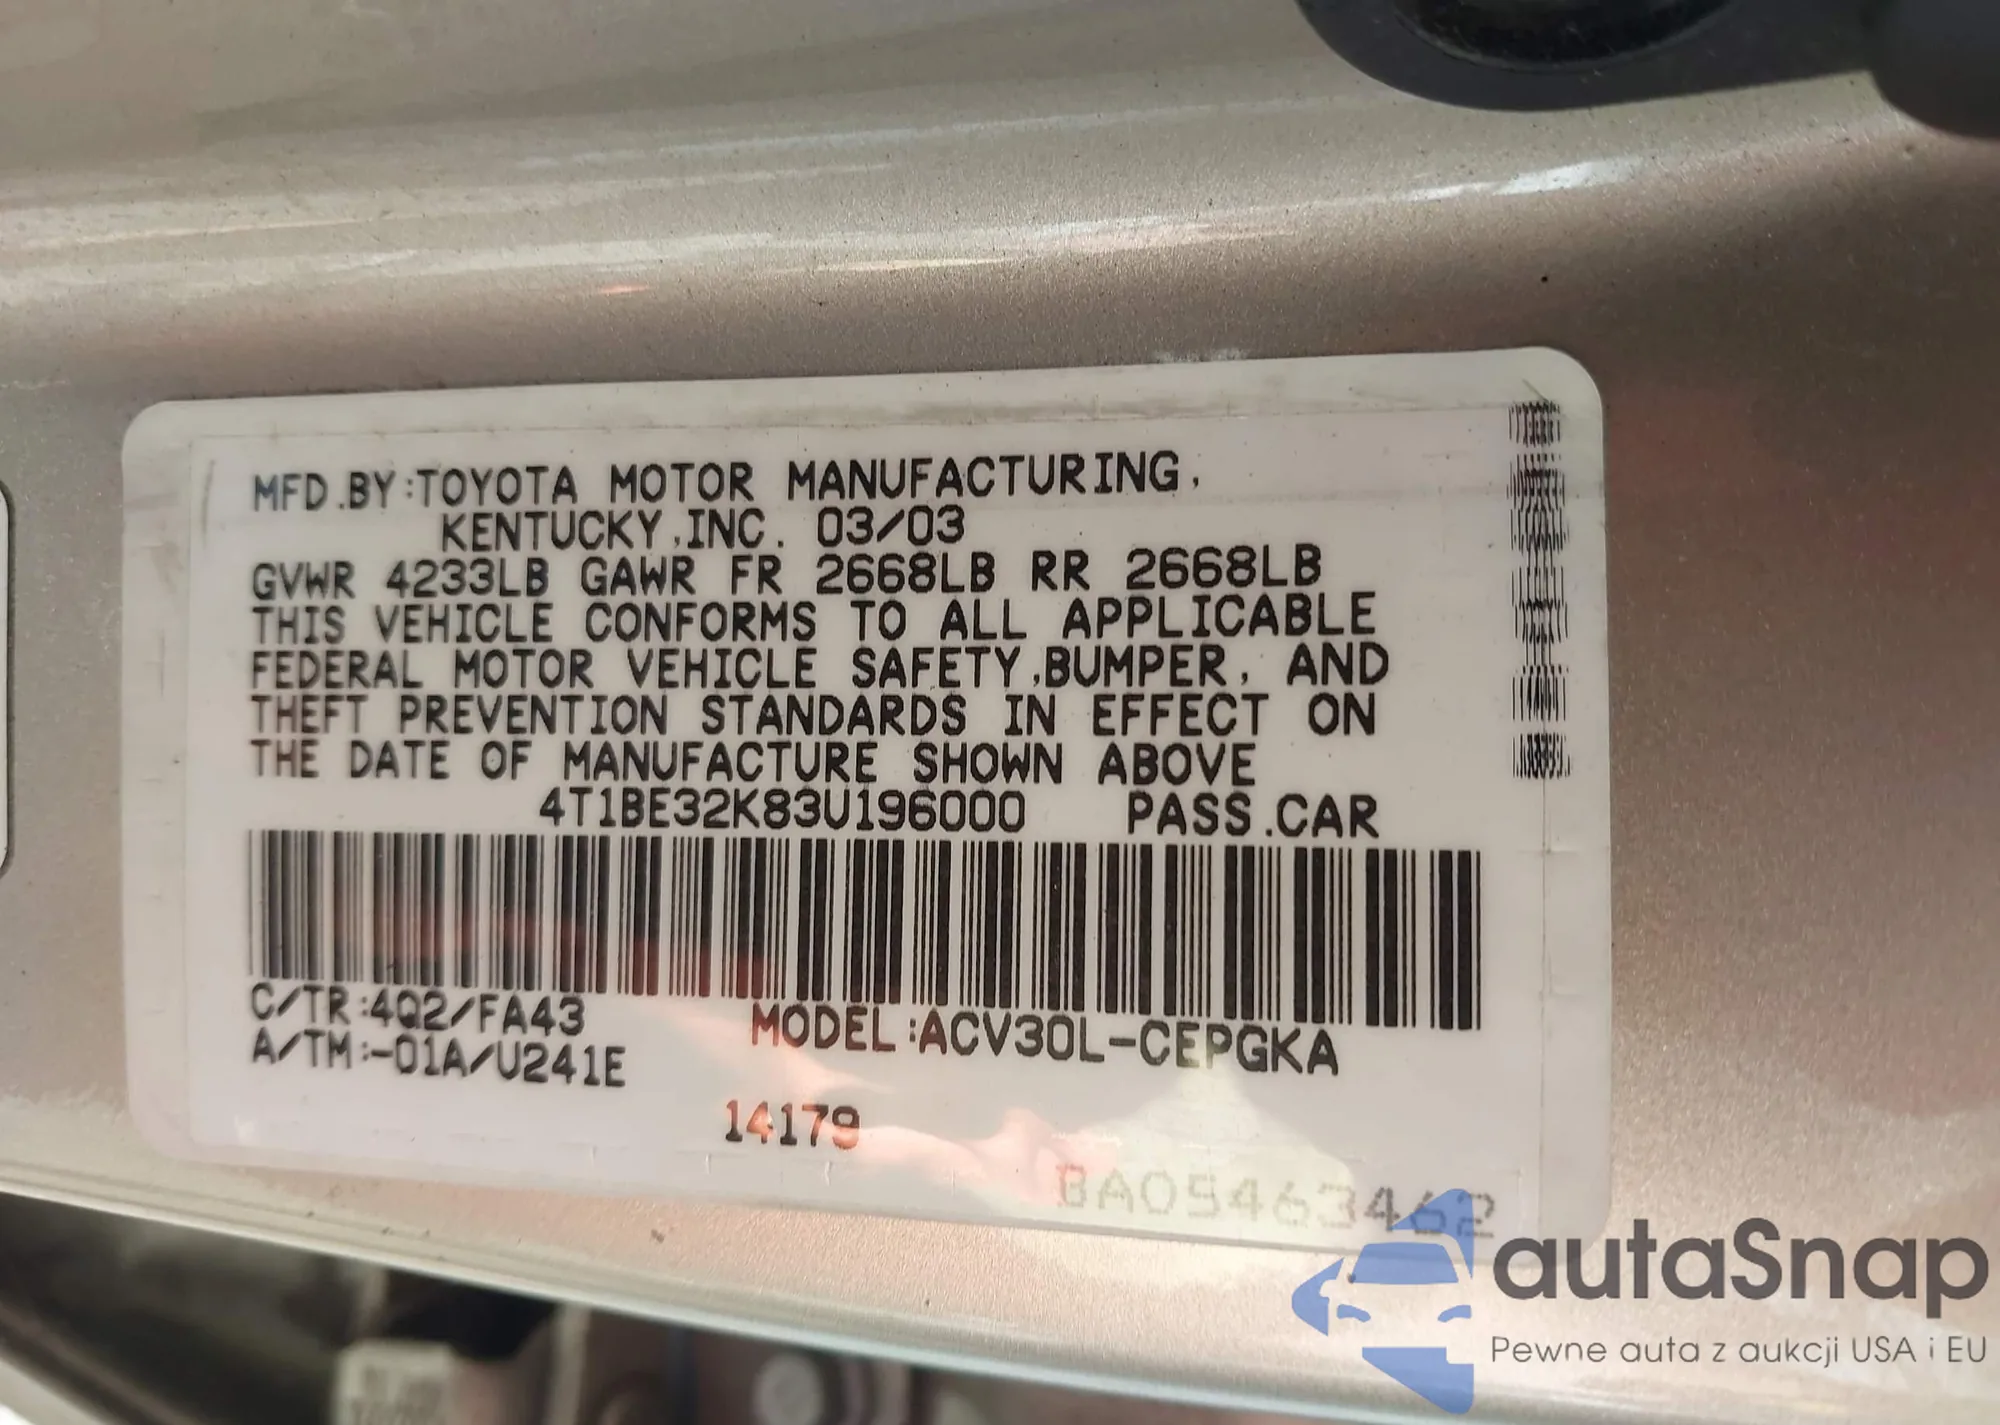 MFD.BY:TOYOTA MOTOR MANUFACTURING,
KENTUCKY,INC. 03/03
GVWR 4233LB GAWR FR 2668LB RR 2668LB
THIS VEHICLE CONFORMS TO ALL APPLICABLE
FEDERAL MOTOR VEHICLE SAFETY,BUMPER, AND
THEFT PREVENTION STANDARDS IN EFFECT ON
THE DATE OF MANUFACTURE SHOWN ABOVE
4T1BE32K83U196000 PASS.CAR
C/TR:4Q2/FA43
MODEL:ACV30L-CEPGKA
A/TM:-01A/U241E
14179
BA05463462
autaSnap
Pewne auta z aukcji USA i EU